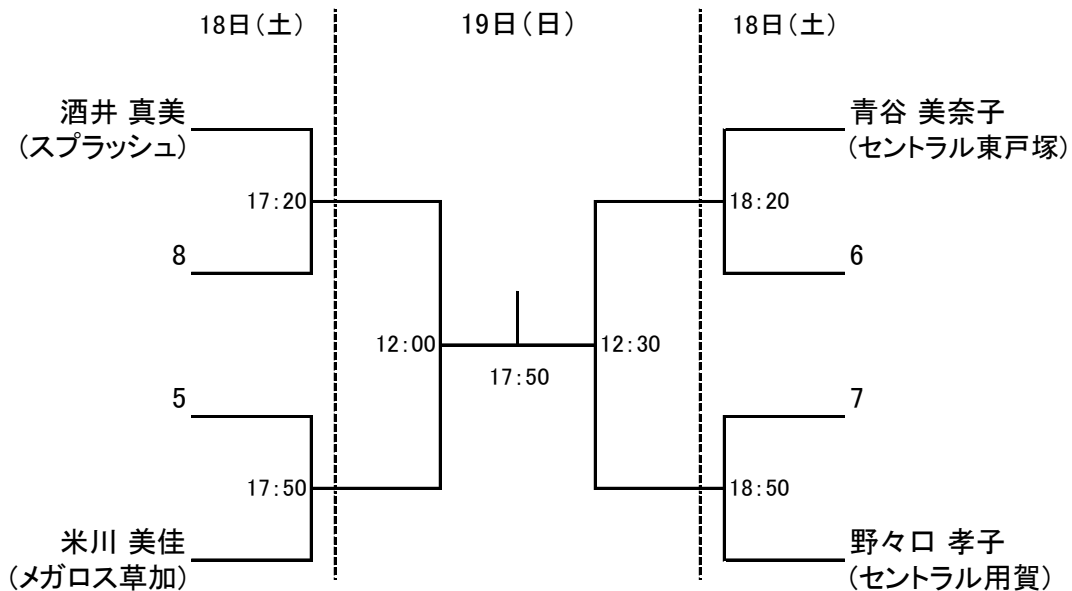 18日(土)
19日(日)
18日(土)
酒井 真美
(スプラッシュ)
17:20
8
12:00
5
17:50
米川 美佳
(メガロス草加)
17:50
青谷 美奈子
(セントラル東戸塚)
18:20
6
12:30
7
18:50
野々口 孝子
(セントラル用賀)